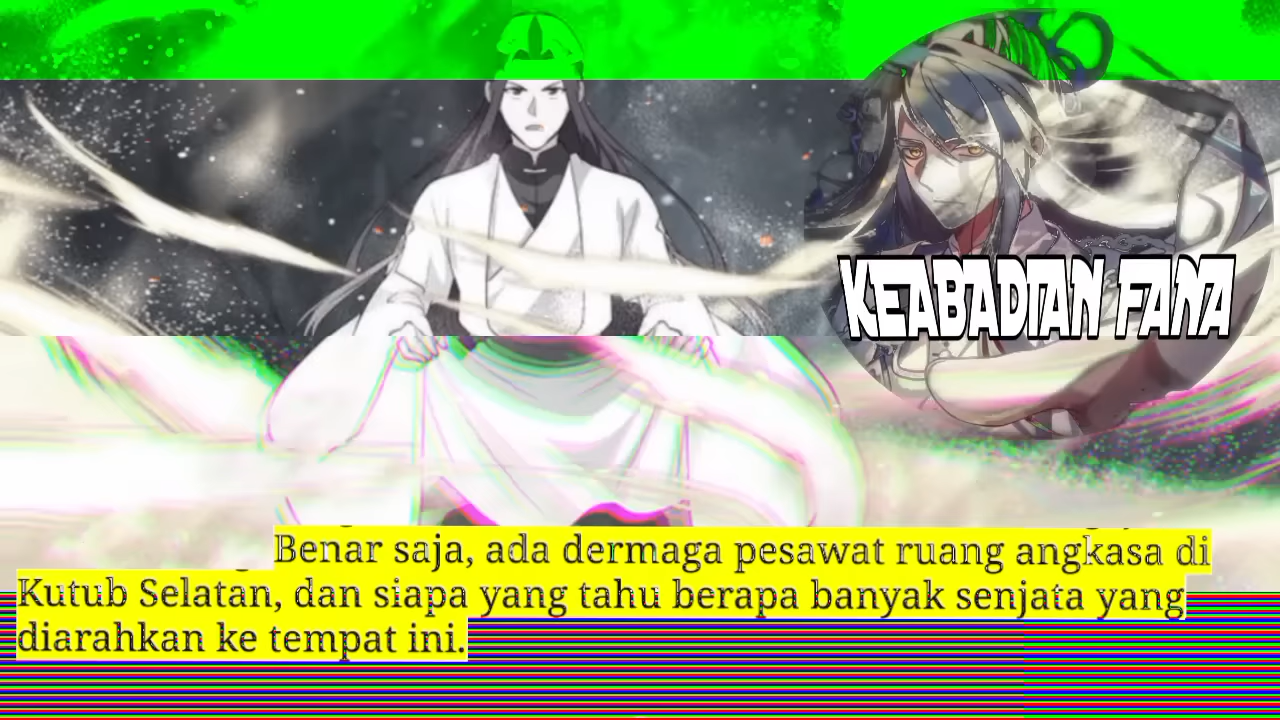 KEABADIAN FANA
Benar saja, ada dermaga pesawat ruang angkasa di
Kutub Selatan, dan siapa yang tahu berapa banyak senjata yang
diarahkan ke tempat ini.